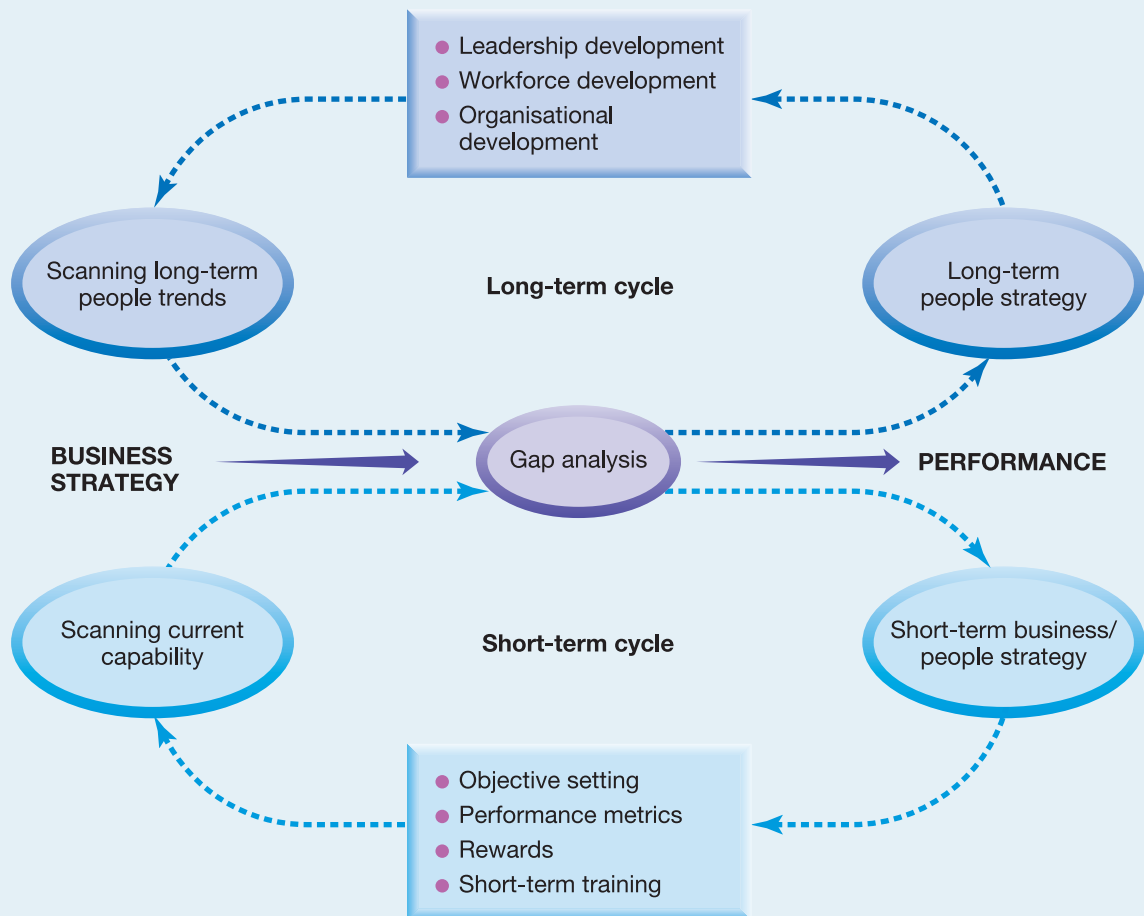 ● Leadership development
● Workforce development
● Organisational
development
Scanning long-term
people trends
Long-term cycle
Long-term
people strategy
BUSINESS
STRATEGY
Gap analysis
PERFORMANCE
Scanning current
capability
Short-term cycle
Short-term business/
people strategy
● Objective setting
● Performance metrics
● Rewards
● Short-term training